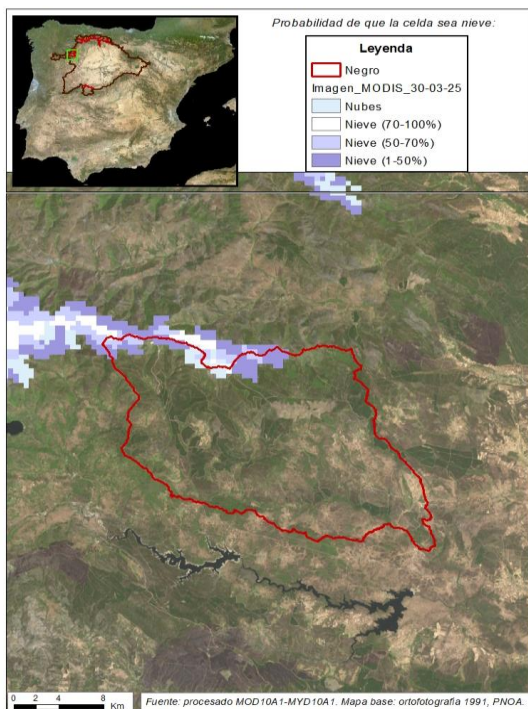 Probabilidad de que la celda sea nieve:
Leyenda
Negro
Imagen_MODIS_30-03-25
Nubes
Nieve (70-100%)
Nieve (50-70%)
Nieve (1-50%)
0 2 4 8
Km
Fuente: procesado MOD10A1-MYD10A1. Mapa base: ortofotografia 1991, PNOA.